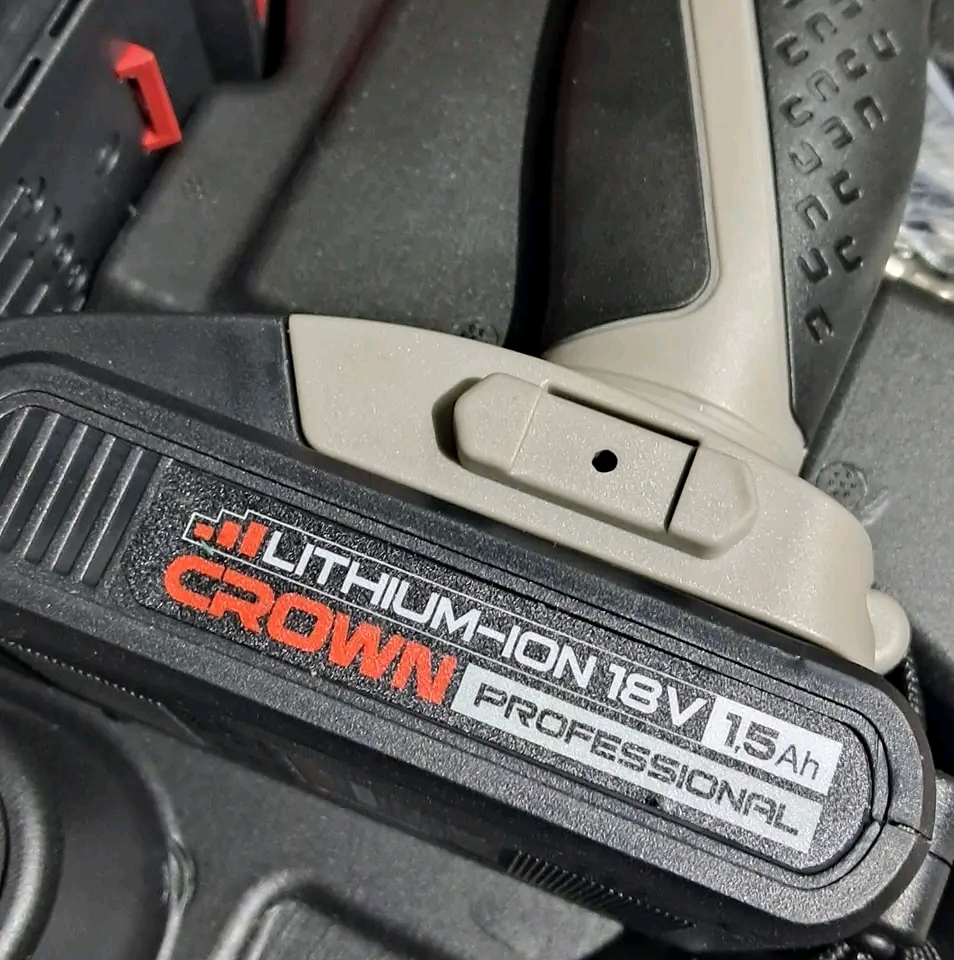 LITHIUM-ION 18V 1,5Ah
CROWN PROFESSIONAL